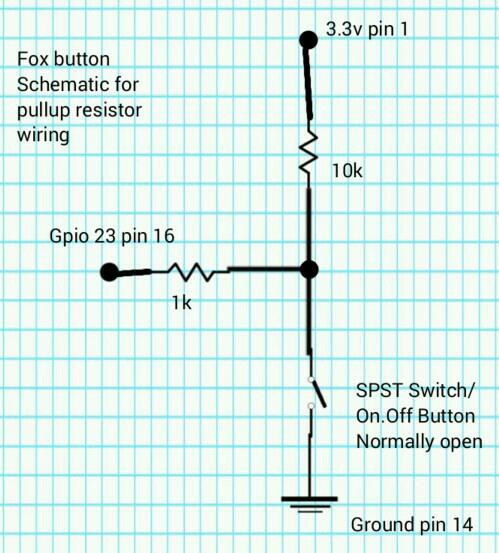 3.3v pin 1
Fox button
Schematic for
pullup resistor
wiring
10k
Gpio 23 pin 16
1k
SPST Switch/
On.Off Button
Normally open
Ground pin 14